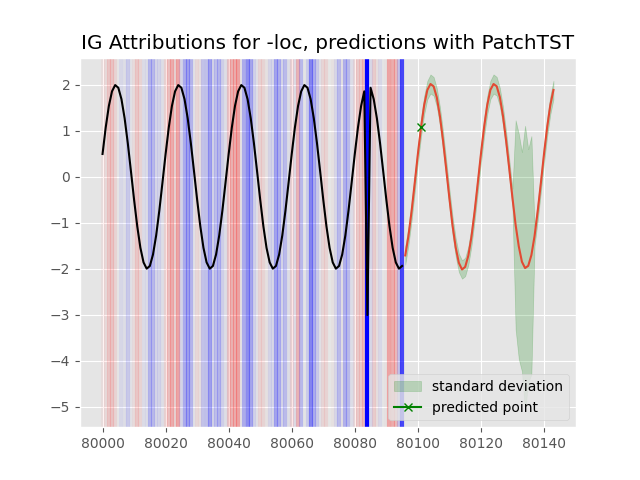 IG Attributions for -loc, predictions with PatchTST
2
1
0
−1
−2
−3
−4
−5
standard deviation
predicted point
80000 80020 80040 80060 80080 80100 80120 80140